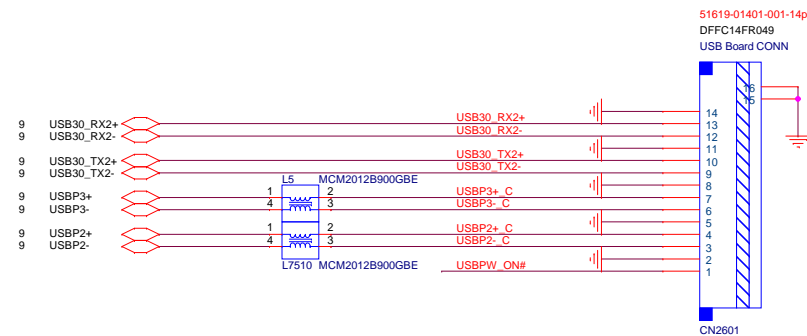 51619-01401-001-14p
DFFC14FR049
USB Board CONN
16
15
14
9 USB30_RX2+ USB30_RX2+ 13
9 USB30_RX2- USB30_RX2- 12
11
9 USB30_TX2+ USB30_TX2+ 10
9 USB30_TX2- USB30_TX2- 9
L5 MCM2012B900GBE 8
9 USBP3+ 1 2 USBP3+_C 7
9 USBP3- 4 3 USBP3-_C 6
5
9 USBP2+ 1 2 USBP2+_C 4
9 USBP2- 4 3 USBP2-_C 3
2
L7510 MCM2012B900GBE USBPW_ON# 1
CN2601